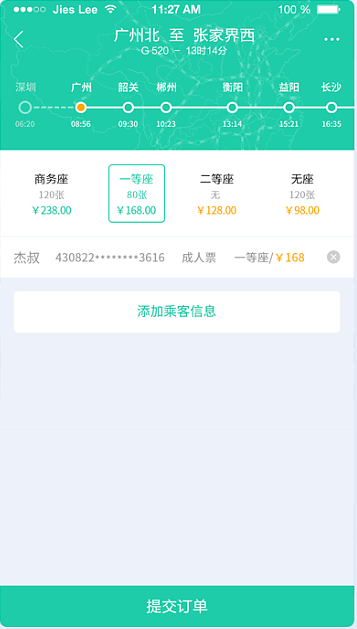 Jies Lee 11:27 AM 100 %
广州北 至 张家界西
G·520 — 13时14分
深圳 广州 韶关 郴州 衡阳 益阳 长沙
06:20 08:56 09:30 10:23 13:14 15:21 16:35
商务座 一等座 二等座 无座
120张 80张 无 120张
￥238.00 ￥168.00 ￥128.00 ￥98.00
杰叔 430822********3616 成人票 一等座/￥168
添加乘客信息
提交订单